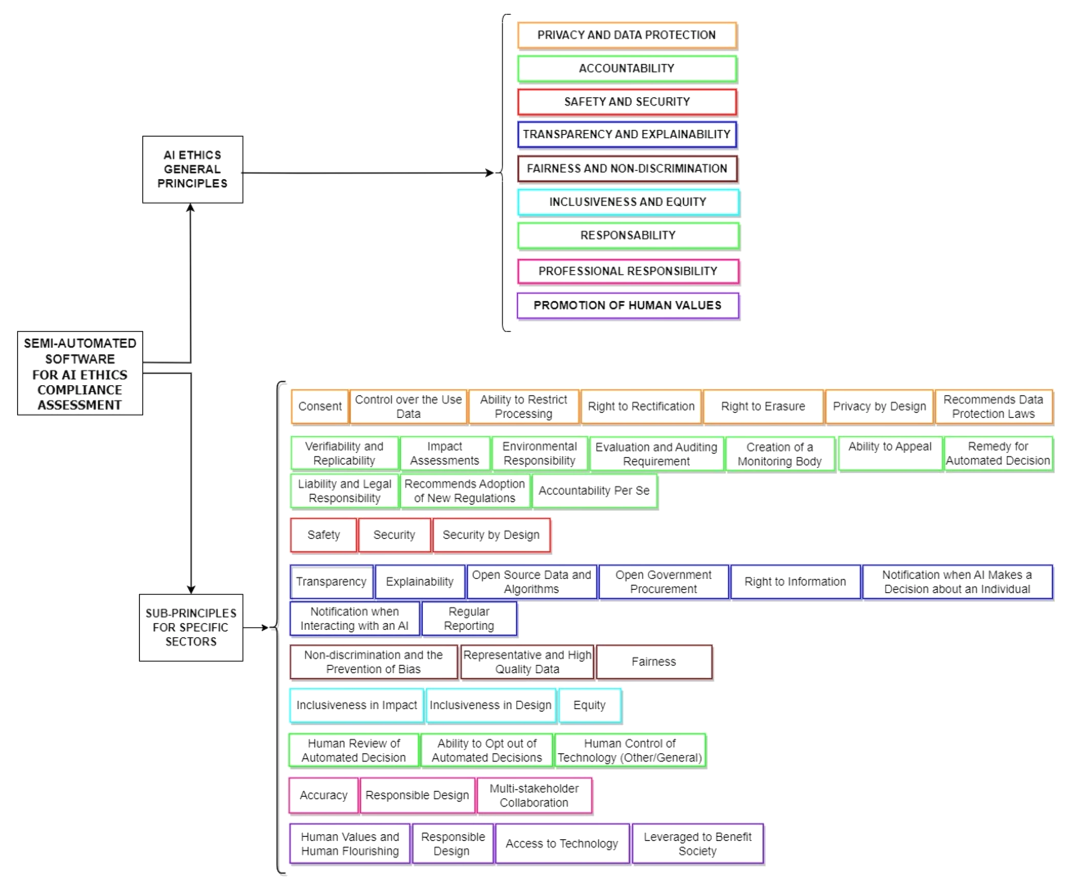 PRIVACY AND DATA PROTECTION
ACCOUNTABILITY
SAFETY AND SECURITY
TRANSPARENCY AND EXPLAINABILITY
FAIRNESS AND NON-DISCRIMINATION
INCLUSIVENESS AND EQUITY
RESPONSABILITY
PROFESSIONAL RESPONSIBILITY
PROMOTION OF HUMAN VALUES
AI ETHICS
GENERAL
PRINCIPLES
SEMI-AUTOMATED
SOFTWARE
FOR AI ETHICS
COMPLIANCE
ASSESSMENT
SUB-PRINCIPLES
FOR SPECIFIC
SECTORS
Consent
Control over the Use
Data
Ability to Restrict
Processing
Right to Rectification
Right to Erasure
Privacy by Design
Recommends Data
Protection Laws
Verifiability and
Replicability
Impact
Assessments
Environmental
Responsibility
Evaluation and Auditing
Requirement
Creation of a
Monitoring Body
Ability to Appeal
Remedy for
Automated Decision
Liability and Legal
Responsibility
Recommends Adoption
of New Regulations
Accountability Per Se
Safety
Security
Security by Design
Transparency
Explainability
Open Source Data and
Algorithms
Open Government
Procurement
Right to Information
Notification when AI Makes a
Decision about an Individual
Notification when
Interacting with an AI
Regular
Reporting
Non-discrimination and the
Prevention of Bias
Representative and High
Quality Data
Fairness
Inclusiveness in Impact
Inclusiveness in Design
Equity
Human Review of
Automated Decision
Ability to Opt out of
Automated Decisions
Human Control of
Technology (Other/General)
Accuracy
Responsible Design
Multi-stakeholder
Collaboration
Human Values and
Human Flourishing
Responsible
Design
Access to Technology
Leveraged to Benefit
Society